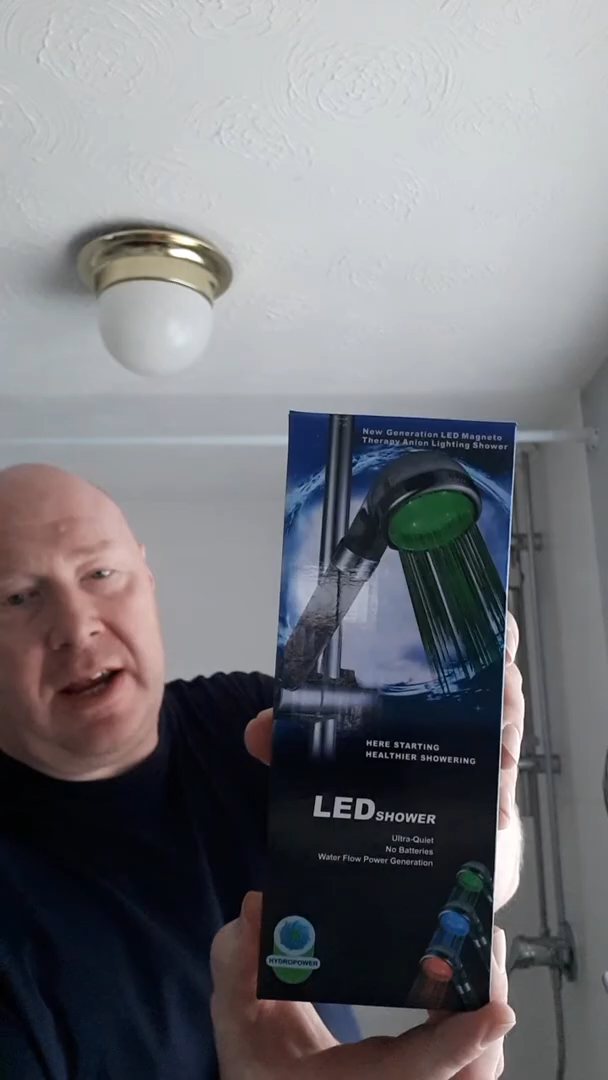 New Generation LED Magneto
Therapy Anion Lighting Shower
HERE STARTING
HEALTHIER SHOWERING
LEDSHOWER
Ultra-Quiet
No Batteries
Water Flow Power Generation
HYDROPOWER